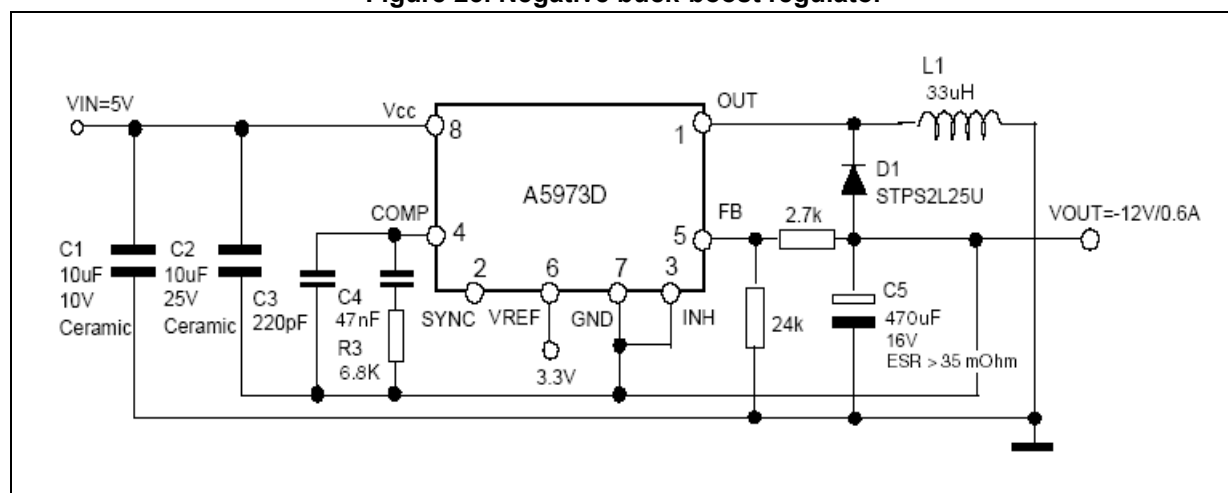 Figure 26. Negative buck-boost regulator
VIN=5V
Vcc
8
A5973D
OUT
1
L1
33uH
D1
STPS2L25U
COMP
4
FB
5
2.7k
VOUT=-12V/0.6A
C1
10uF
10V
Ceramic
C2
10uF
25V
Ceramic
C3
220pF
C4
47nF
R3
6.8K
2
SYNC
6
VREF
3.3V
7
GND
3
INH
24k
C5
470uF
16V
ESR > 35 mOhm